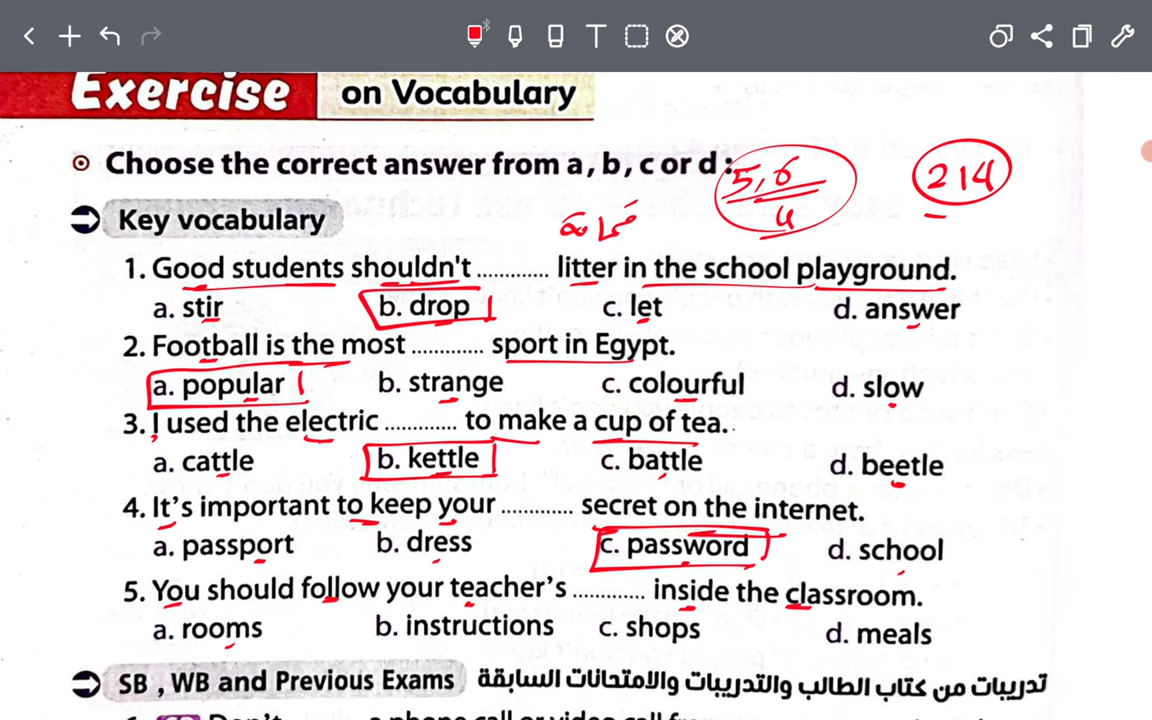 Exercise on Vocabulary
Choose the correct answer from a, b, c or d :
5, 6
4
214
Key vocabulary
1. Good students shouldn't ............ litter in the school playground.
a. stir b. drop c. let d. answer
2. Football is the most ............ sport in Egypt.
a. popular b. strange c. colourful d. slow
3. I used the electric ............ to make a cup of tea.
a. cattle b. kettle c. battle d. beetle
4. It's important to keep your ............ secret on the internet.
a. passport b. dress c. password d. school
5. You should follow your teacher's ............ inside the classroom.
a. rooms b. instructions c. shops d. meals
SB , WB and Previous Exams تدريبات من كتاب الطالب والتدريبات والامتحانات السابقة